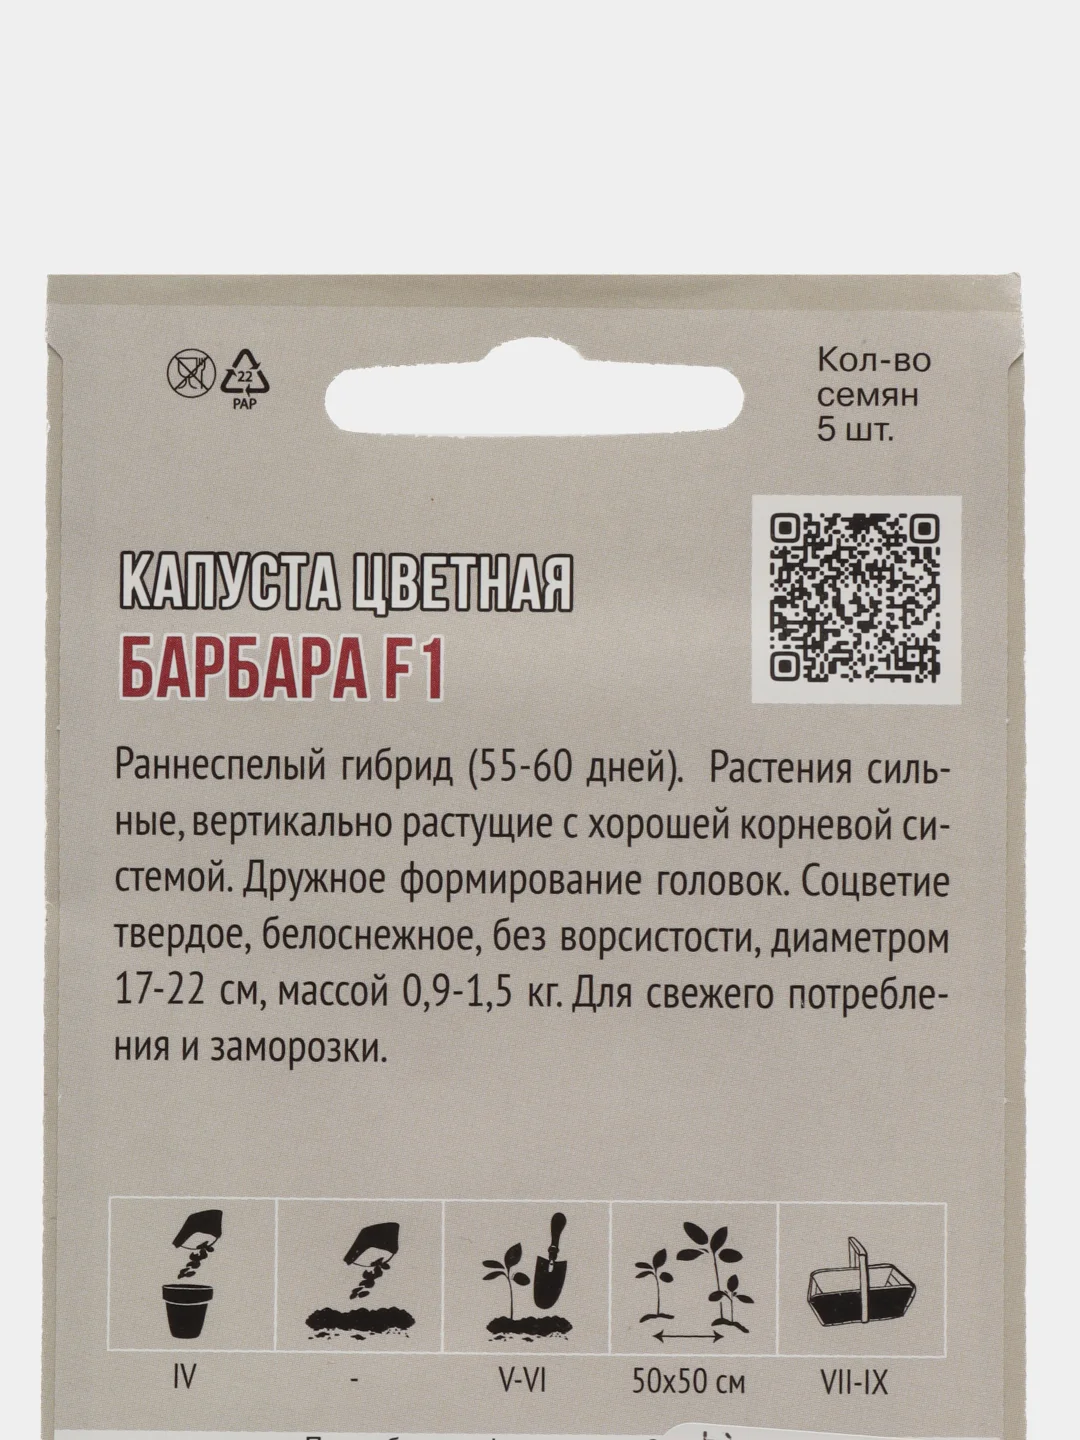 Кол-во
семян
5 шт.
22
PAP
КАПУСТА ЦВЕТНАЯ
БАРБАРА F1
Раннеспелый гибрид (55-60 дней). Растения силь-
ные, вертикально растущие с хорошей корневой си-
стемой. Дружное формирование головок. Соцветие
твердое, белоснежное, без ворсистости, диаметром
17-22 см, массой 0,9-1,5 кг. Для свежего потребле-
ния и заморозки.
IV - V-VI 50х50 см VII-IX